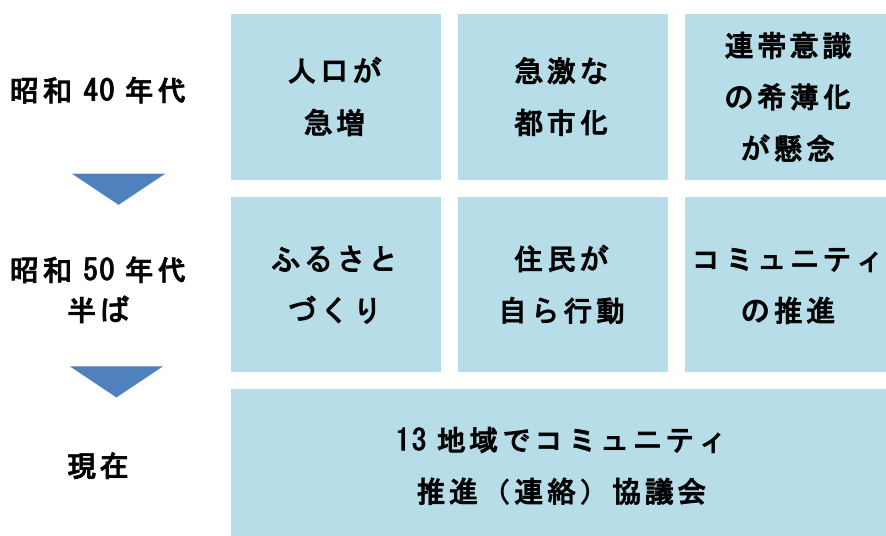 昭和 40 年代
人口が
急増
急激な
都市化
連帯意識
の希薄化
が懸念
昭和 50 年代
半ば
ふるさと
づくり
住民が
自ら行動
コミュニティ
の推進
現在
13 地域でコミュニティ
推進（連絡）協議会